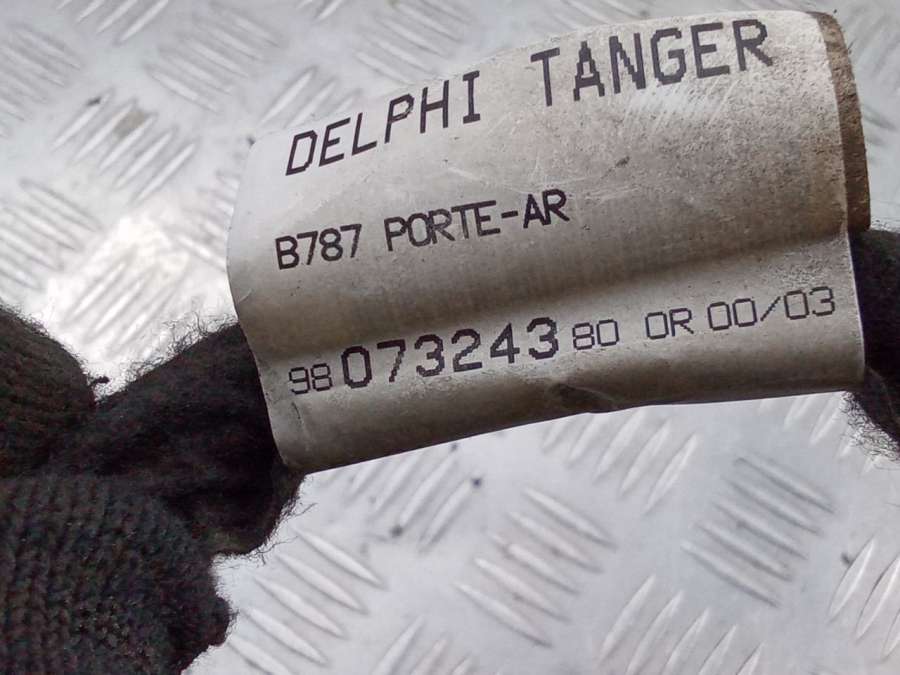 DELPHI TANGER
B787 PORTE-AR
98 073243 80 OR 00/03